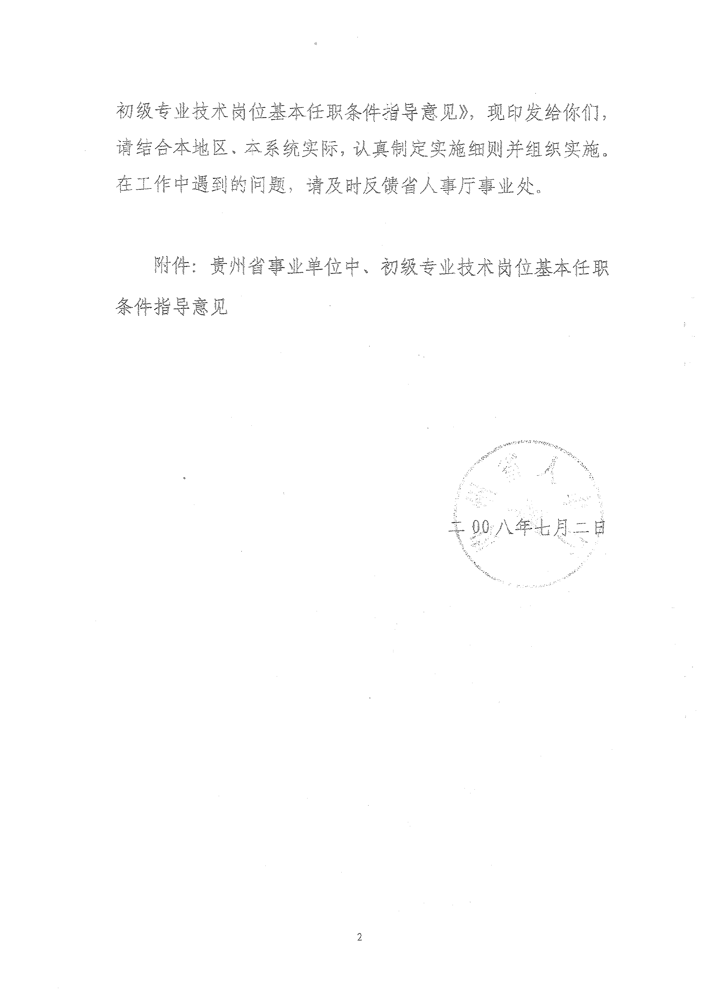 初级专业技术岗位基本任职条件指导意见》，现印发给你们，
请结合本地区、本系统实际，认真制定实施细则并组织实施。
在工作中遇到的问题，请及时反馈省人事厅事业处。
附件：贵州省事业单位中、初级专业技术岗位基本任职
条件指导意见
省人
二00八年七月二日
2